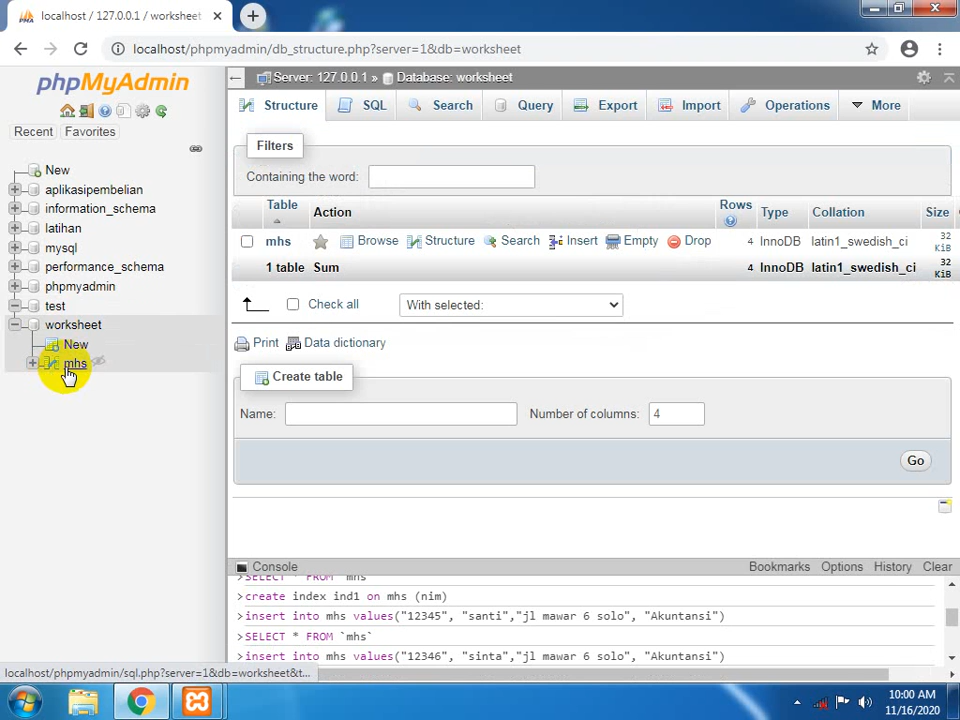 localhost / 127.0.0.1 / workshee
localhost/phpmyadmin/db_structure.php?server=1&db=worksheet
phpMyAdmin
Recent
Favorites
New
aplikasipembelian
information_schema
latihan
mysql
performance_schema
phpmyadmin
test
worksheet
New
mhs
Server: 127.0.0.1 » Database: worksheet
Structure SQL Search Query Export Import Operations More
Filters
Containing the word:
Table Action Rows Type Collation Size
mhs Browse Structure Search Insert Empty Drop 4 InnoDB latin1_swedish_ci 32 KiB
1 table Sum 4 InnoDB latin1_swedish_ci 32 KiB
Check all With selected:
Print Data dictionary
Create table
Name: Number of columns: 4
Go
Console Bookmarks Options History Clear
>SELECT * FROM `mhs`
>create index ind1 on mhs (nim)
>insert into mhs values("12345", "santi","jl mawar 6 solo", "Akuntansi")
>SELECT * FROM `mhs`
>insert into mhs values("12346", "sinta","jl mawar 6 solo", "Akuntansi")
localhost/phpmyadmin/sql.php?server=1&db=worksheet&t...
10:00 AM
11/16/2020